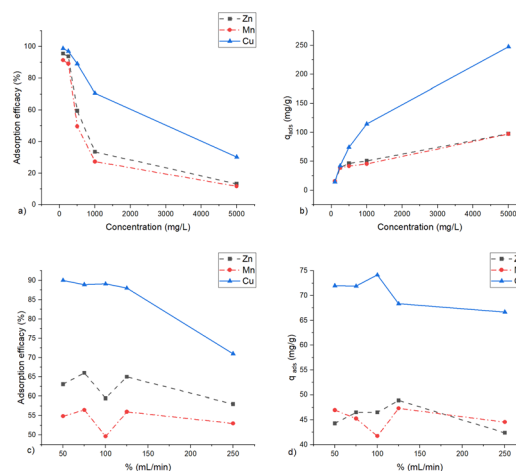 Zn
Mn
Cu
100
80
60
40
20
0
Adsorption efficacy (%)
0 1000 2000 3000 4000 5000
a)
Concentration (mg/L)
Zn
Mn
Cu
250
200
150
100
50
0
qads (mg/g)
0 1000 2000 3000 4000 5000
b)
Concentration (mg/L)
Zn
Mn
Cu
90
85
80
75
70
65
60
55
50
Adsorption efficacy (%)
50 100 150 200 250
c)
% (mL/min)
80
75
70
65
60
55
50
45
40
q ads (mg/g)
50 100 150 200 250
d)
% (mL/min)